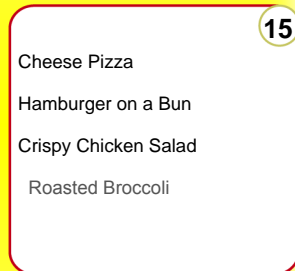 15
Cheese Pizza
Hamburger on a Bun
Crispy Chicken Salad
Roasted Broccoli